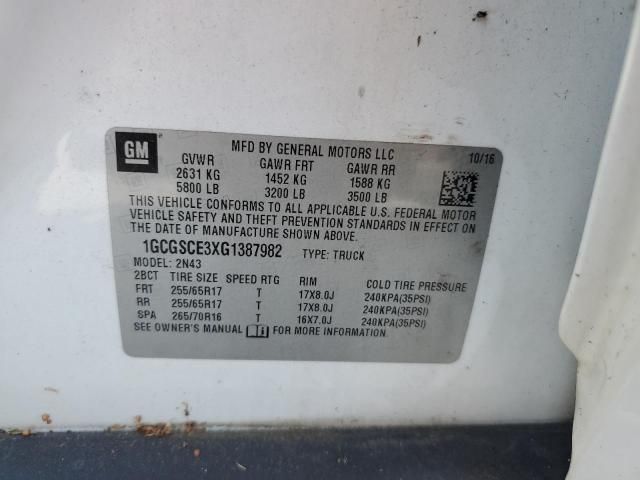 GM
MFD BY GENERAL MOTORS LLC 10/16
GVWR GAWR FRT GAWR RR
2631 KG 1452 KG 1588 KG
5800 LB 3200 LB 3500 LB
THIS VEHICLE CONFORMS TO ALL APPLICABLE U.S. FEDERAL MOTOR
VEHICLE SAFETY AND THEFT PREVENTION STANDARDS IN EFFECT ON
THE DATE OF MANUFACTURE SHOWN ABOVE.
1GCGSCE3XG1387982 TYPE: TRUCK
MODEL: 2N43
2BCT TIRE SIZE SPEED RTG RIM COLD TIRE PRESSURE
FRT 255/65R17 T 17X8.0J 240KPA(35PSI)
RR 255/65R17 T 17X8.0J 240KPA(35PSI)
SPA 265/70R16 T 16X7.0J 240KPA(35PSI)
SEE OWNER'S MANUAL FOR MORE INFORMATION.